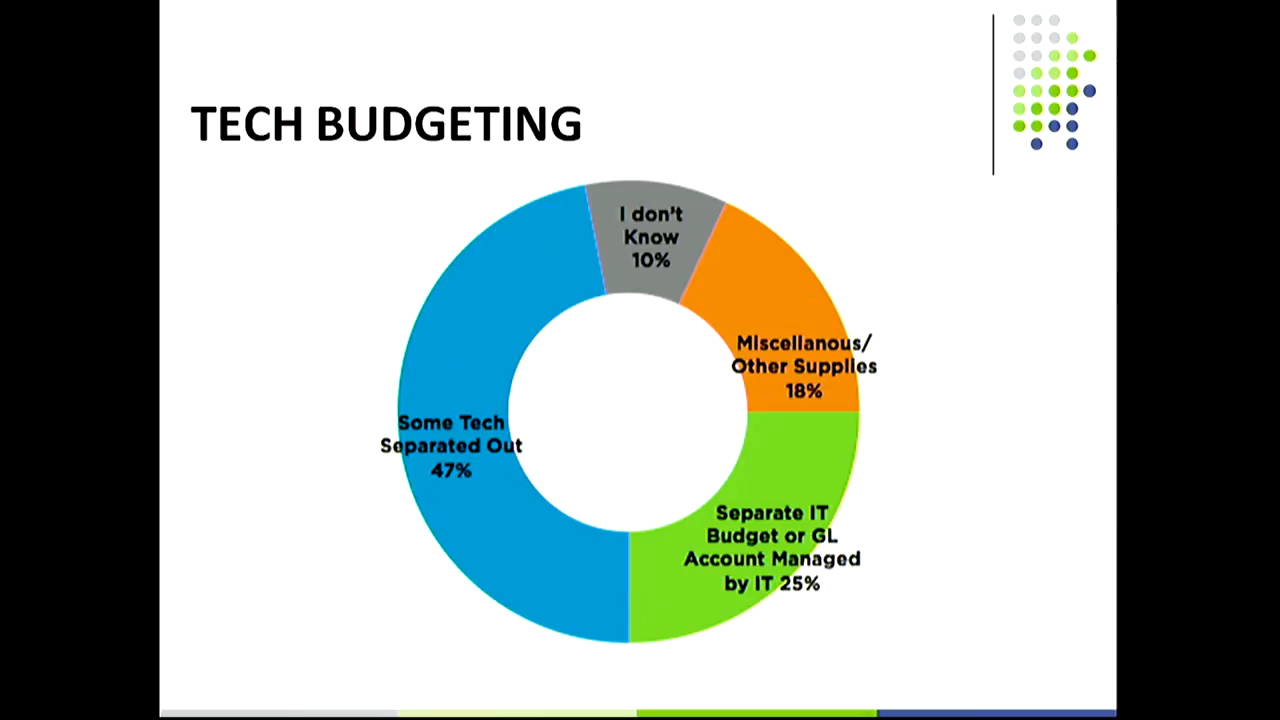 TECH BUDGETING
I don't
Know
10%
Miscellanous/
Other Supplies
18%
Some Tech
Separated Out
47%
Separate IT
Budget or GL
Account Managed
by IT 25%